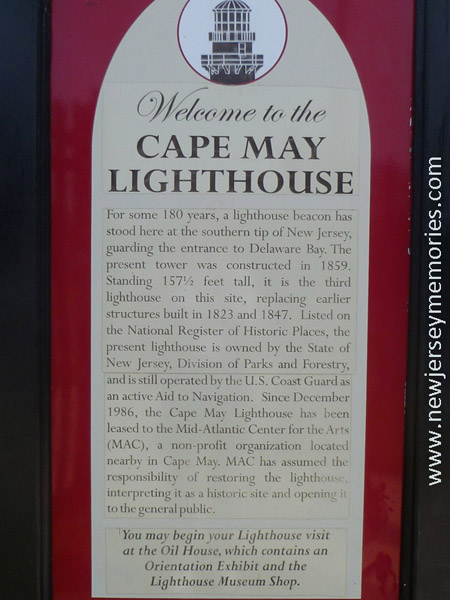 Welcome to the
CAPE MAY
LIGHTHOUSE
For some 180 years, a lighthouse beacon has
stood here at the southern tip of New Jersey,
guarding the entrance to Delaware Bay. The
present tower was constructed in 1859.
Standing 157½ feet tall, it is the third
lighthouse on this site, replacing earlier
structures built in 1823 and 1847. Listed on
the National Register of Historic Places, the
present lighthouse is owned by the State of
New Jersey, Division of Parks and Forestry,
and is still operated by the U.S. Coast Guard as
an active Aid to Navigation. Since December
1986, the Cape May Lighthouse has been
leased to the Mid-Atlantic Center for the Arts
(MAC), a non-profit organization located
nearby in Cape May. MAC has assumed the
responsibility of restoring the lighthouse,
interpreting it as a historic site and opening it
to the general public.
You may begin your Lighthouse visit
at the Oil House, which contains an
Orientation Exhibit and the
Lighthouse Museum Shop.
www.newjerseymemories.com